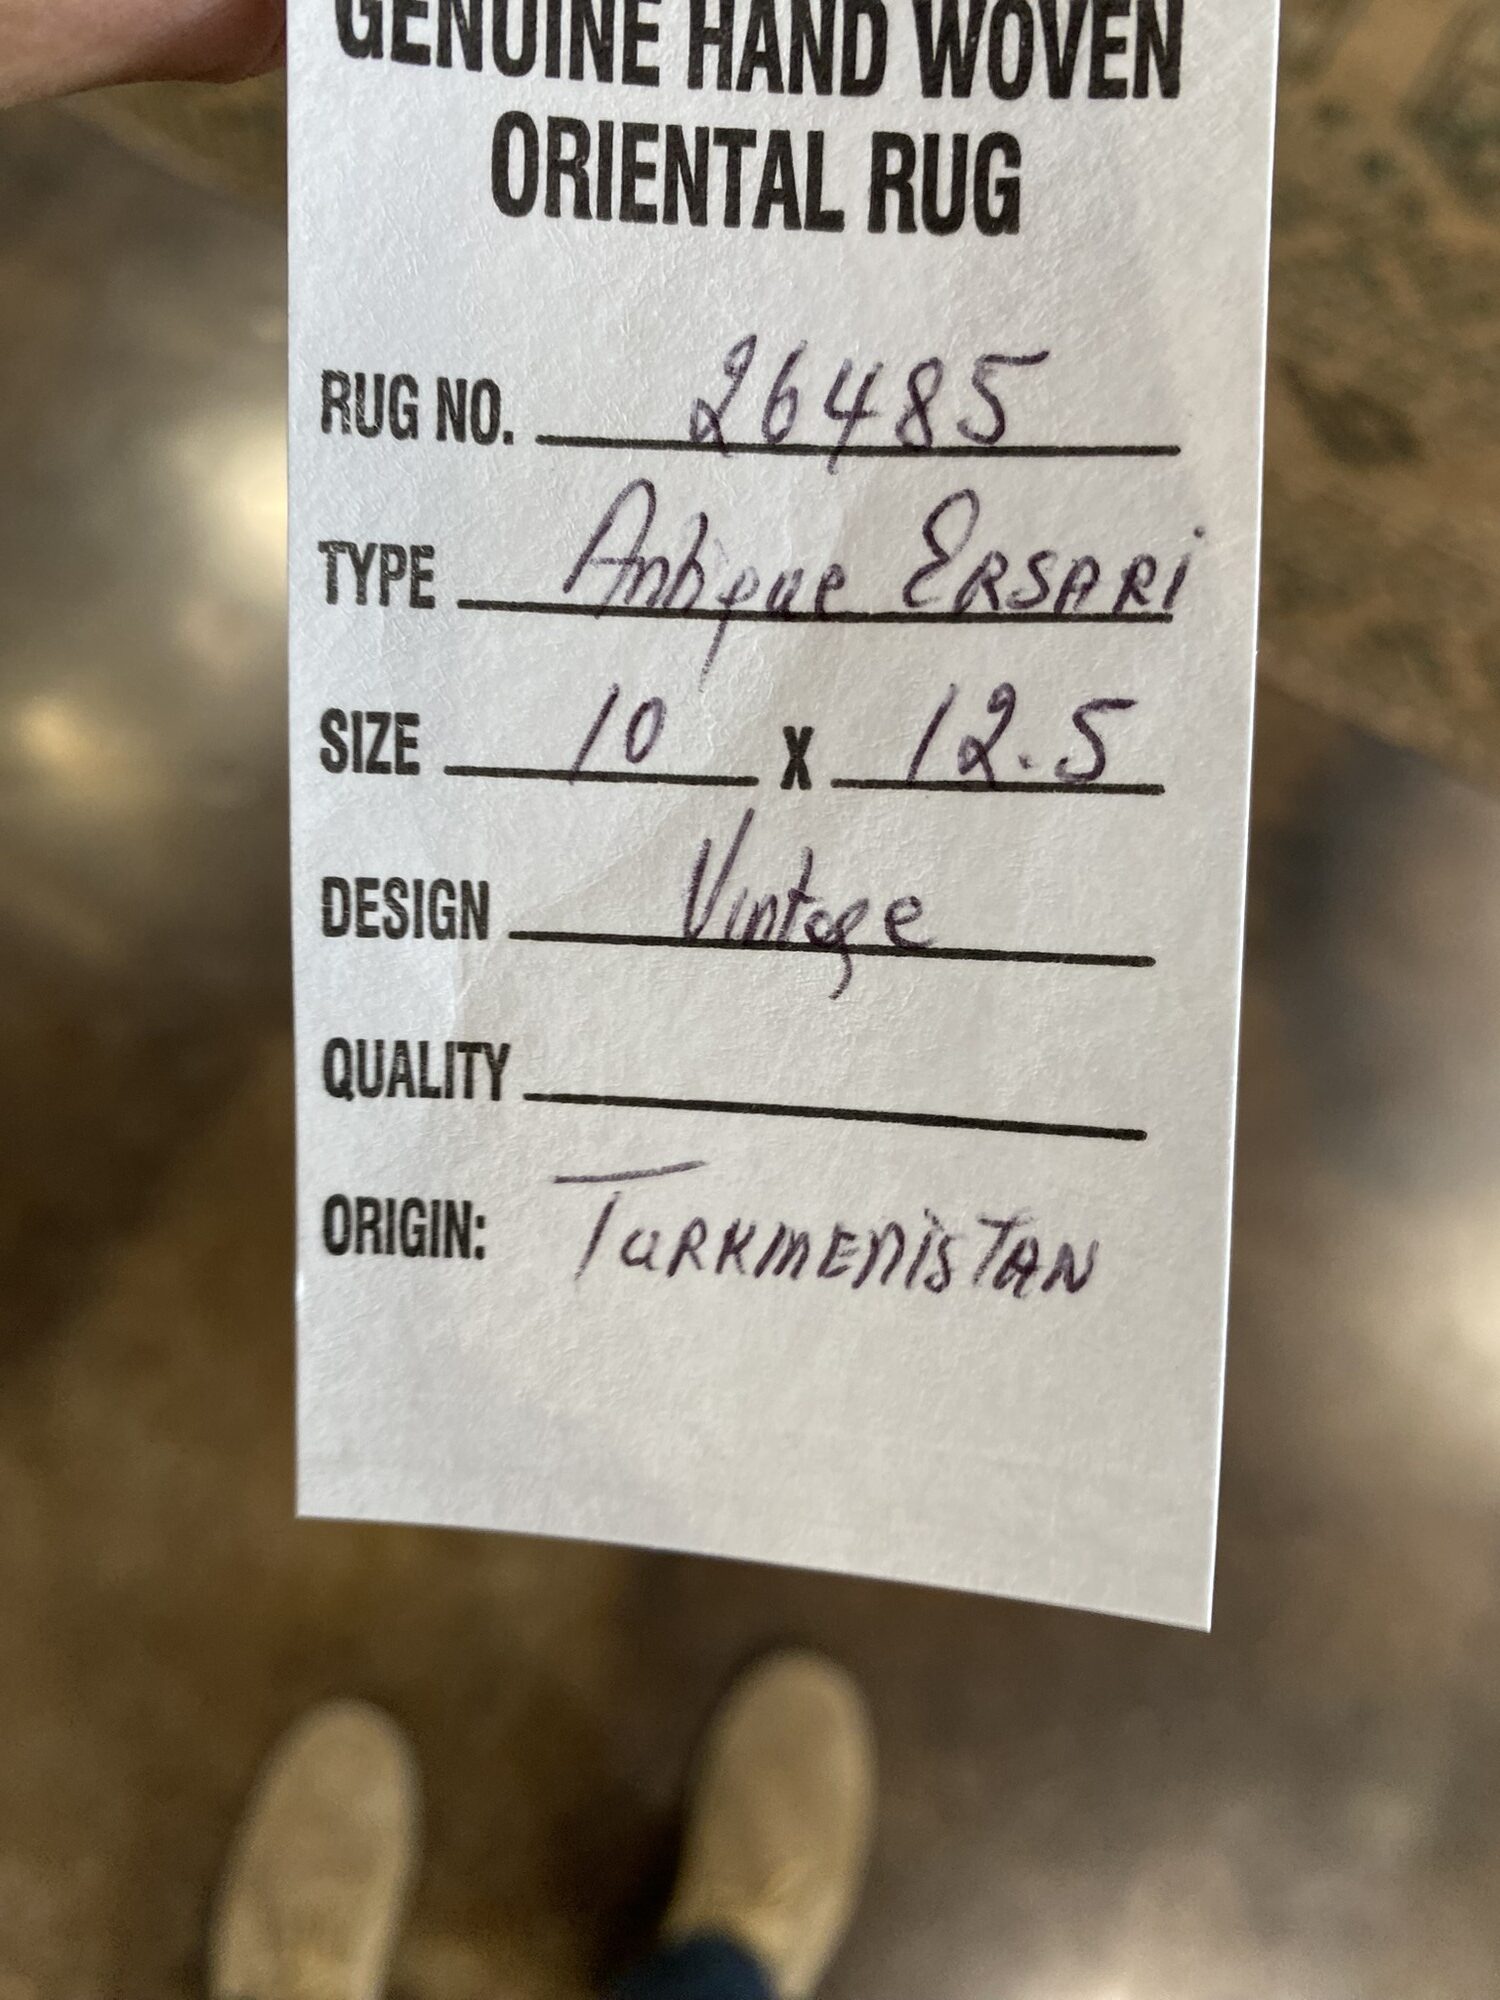 GENUINE HAND WOVEN
ORIENTAL RUG
RUG NO. 26485
TYPE Antique ERSARi
SIZE 10 X 12.5
DESIGN Vintage
QUALITY
ORIGIN: TURKMENiSTAN